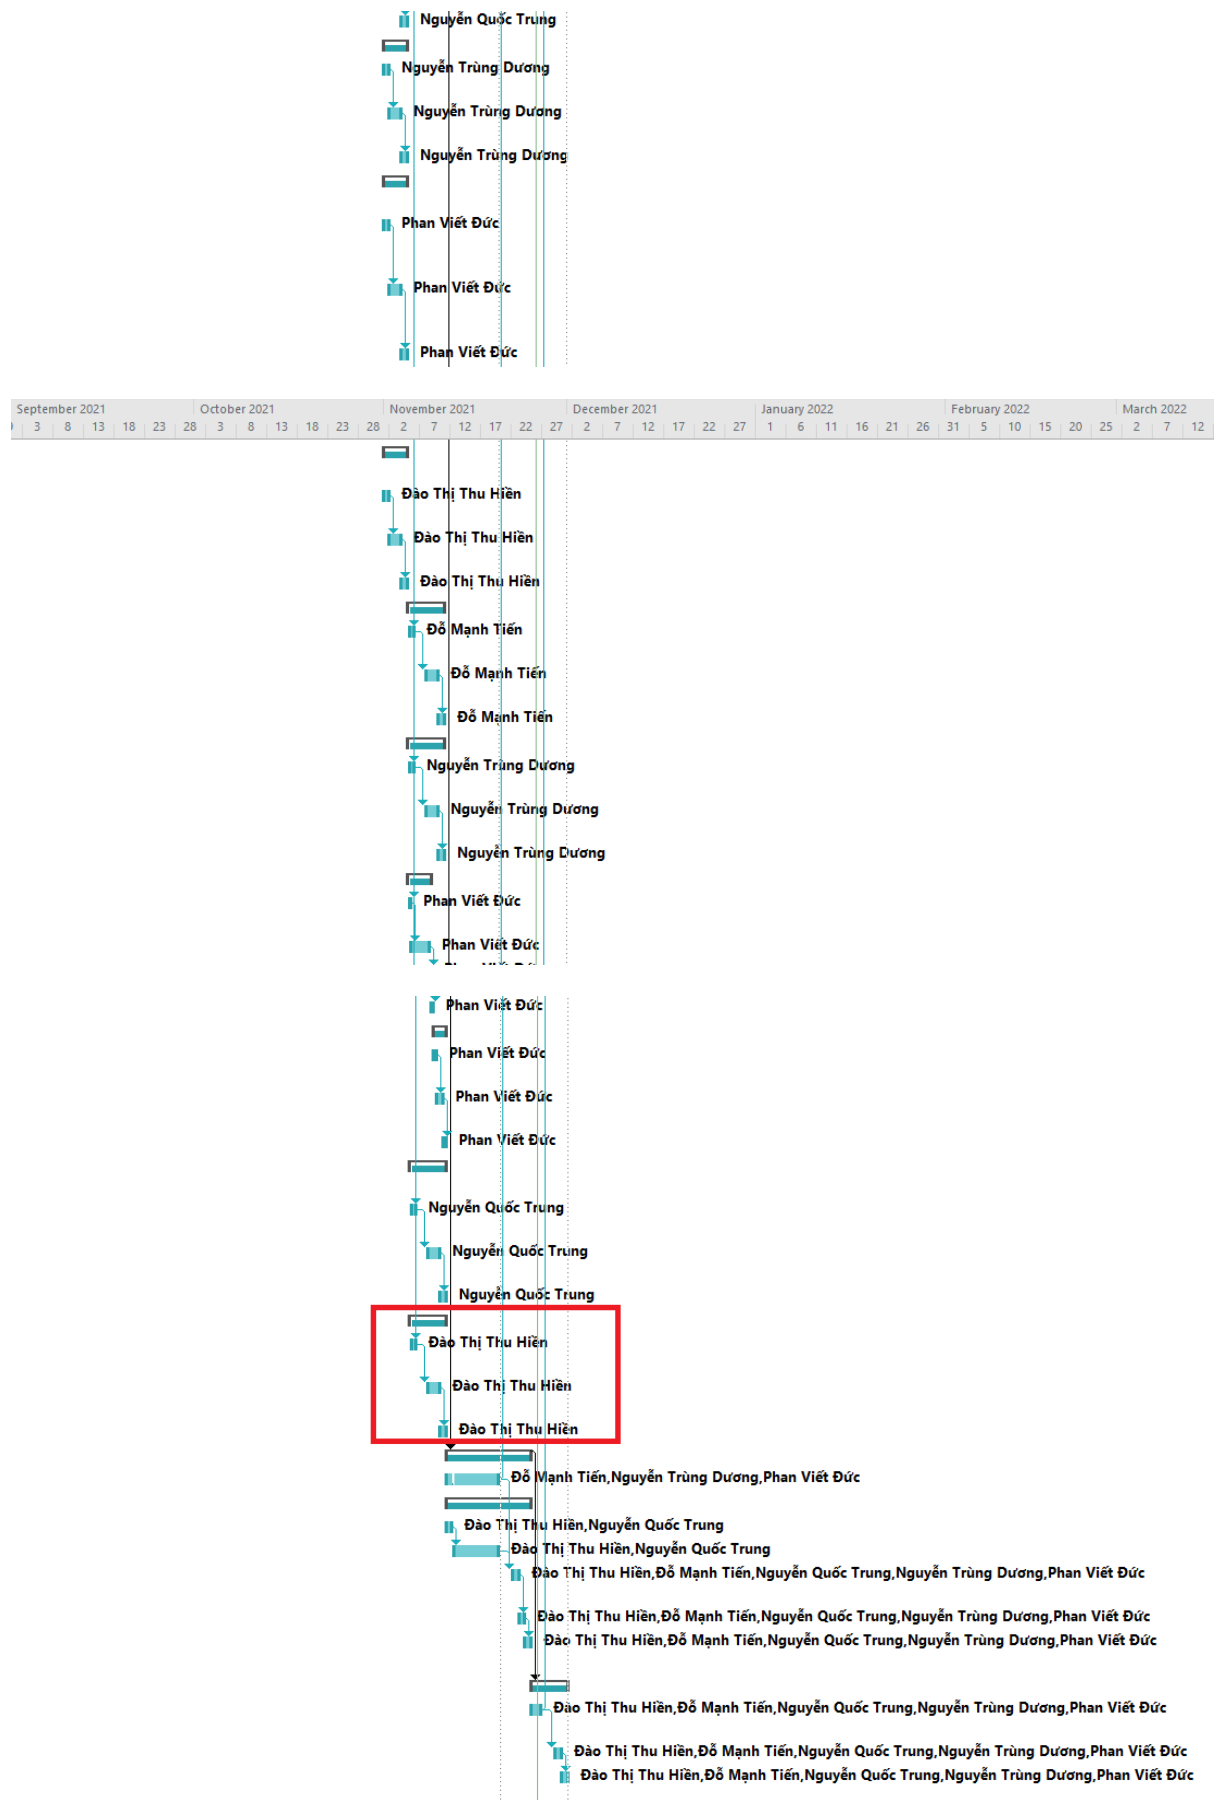 Nguyễn Quốc Trung
Nguyễn Trùng Dương
Nguyễn Trùng Dương
Nguyễn Trùng Dương
Phan Viết Đức
Phan Viết Đức
Phan Viết Đức
September 2021 October 2021 November 2021 December 2021 January 2022 February 2022 March 2022
3 8 13 18 23 28 3 8 13 18 23 28 2 7 12 17 22 27 2 7 12 17 22 27 1 6 11 16 21 26 31 5 10 15 20 25 2 7 12
Đào Thị Thu Hiền
Đào Thị Thu Hiền
Đào Thị Thu Hiền
Đỗ Mạnh Tiến
Đỗ Mạnh Tiến
Đỗ Mạnh Tiến
Nguyễn Trùng Dương
Nguyễn Trùng Dương
Nguyễn Trùng Dương
Phan Viết Đức
Phan Viết Đức
Phan Viết Đức
Phan Viết Đức
Phan Viết Đức
Phan Viết Đức
Nguyễn Quốc Trung
Nguyễn Quốc Trung
Nguyễn Quốc Trung
Đào Thị Thu Hiền
Đào Thị Thu Hiền
Đào Thị Thu Hiền
Đỗ Mạnh Tiến,Nguyễn Trùng Dương,Phan Viết Đức
Đào Thị Thu Hiền,Nguyễn Quốc Trung
Đào Thị Thu Hiền,Nguyễn Quốc Trung
Đào Thị Thu Hiền,Đỗ Mạnh Tiến,Nguyễn Quốc Trung,Nguyễn Trùng Dương,Phan Viết Đức
Đào Thị Thu Hiền,Đỗ Mạnh Tiến,Nguyễn Quốc Trung,Nguyễn Trùng Dương,Phan Viết Đức
Đào Thị Thu Hiền,Đỗ Mạnh Tiến,Nguyễn Quốc Trung,Nguyễn Trùng Dương,Phan Viết Đức
Đào Thị Thu Hiền,Đỗ Mạnh Tiến,Nguyễn Quốc Trung,Nguyễn Trùng Dương,Phan Viết Đức
Đào Thị Thu Hiền,Đỗ Mạnh Tiến,Nguyễn Quốc Trung,Nguyễn Trùng Dương,Phan Viết Đức
Đào Thị Thu Hiền,Đỗ Mạnh Tiến,Nguyễn Quốc Trung,Nguyễn Trùng Dương,Phan Viết Đức